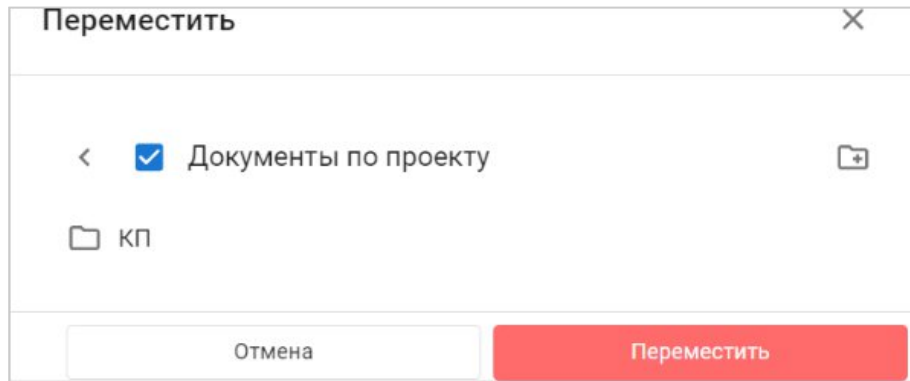 Переместить
Документы по проекту
КП
Отмена
Переместить